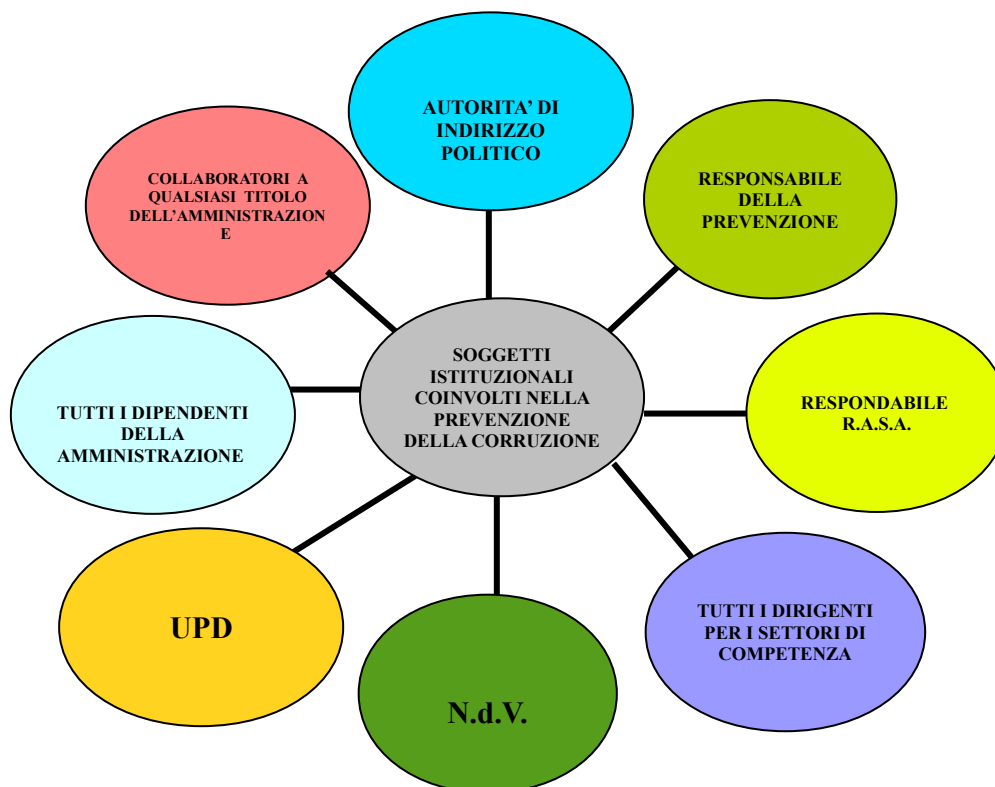 AUTORITA’ DI
INDIRIZZO
POLITICO
COLLABORATORI A
QUALSIASI TITOLO
DELL’AMMINISTRAZION
E
RESPONSABILE
DELLA
PREVENZIONE
SOGGETTI
ISTITUZIONALI
COINVOLTI NELLA
PREVENZIONE
DELLA CORRUZIONE
TUTTI I DIPENDENTI
DELLA
AMMINISTRAZIONE
RESPONDABILE
R.A.S.A.
UPD
N.d.V.
TUTTI I DIRIGENTI
PER I SETTORI DI
COMPETENZA